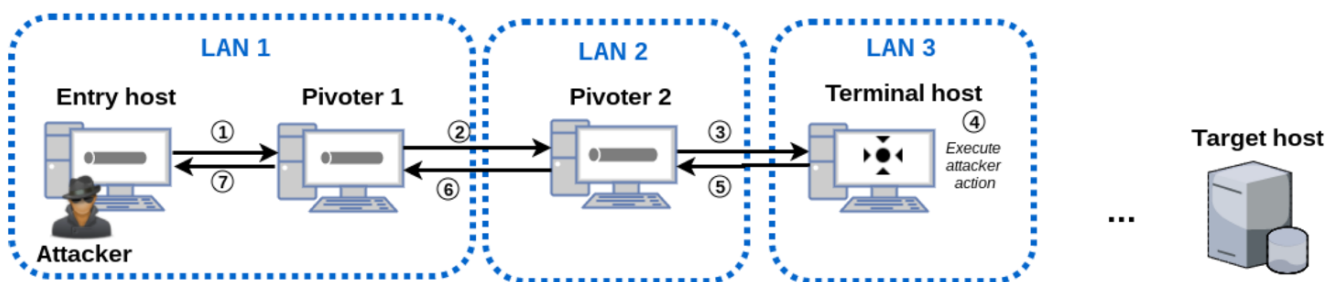 LAN 1
LAN 2
LAN 3
Entry host
Pivoter 1
Pivoter 2
Terminal host
Target host
①
②
③
④
Execute
attacker
action
⑦
⑥
⑤
...
Attacker